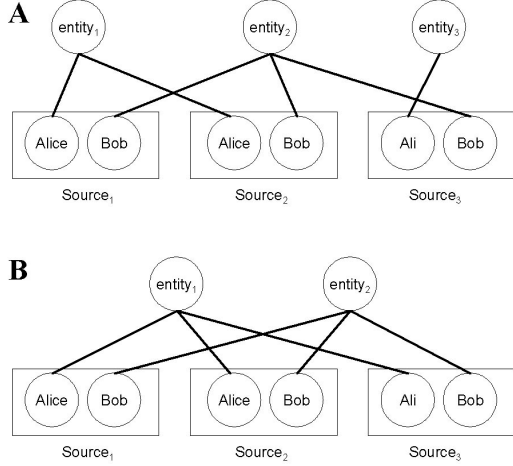 A
entity₁ entity₂ entity₃
Alice Bob Alice Bob Ali Bob
Source₁ Source₂ Source₃
B
entity₁ entity₂
Alice Bob Alice Bob Ali Bob
Source₁ Source₂ Source₃